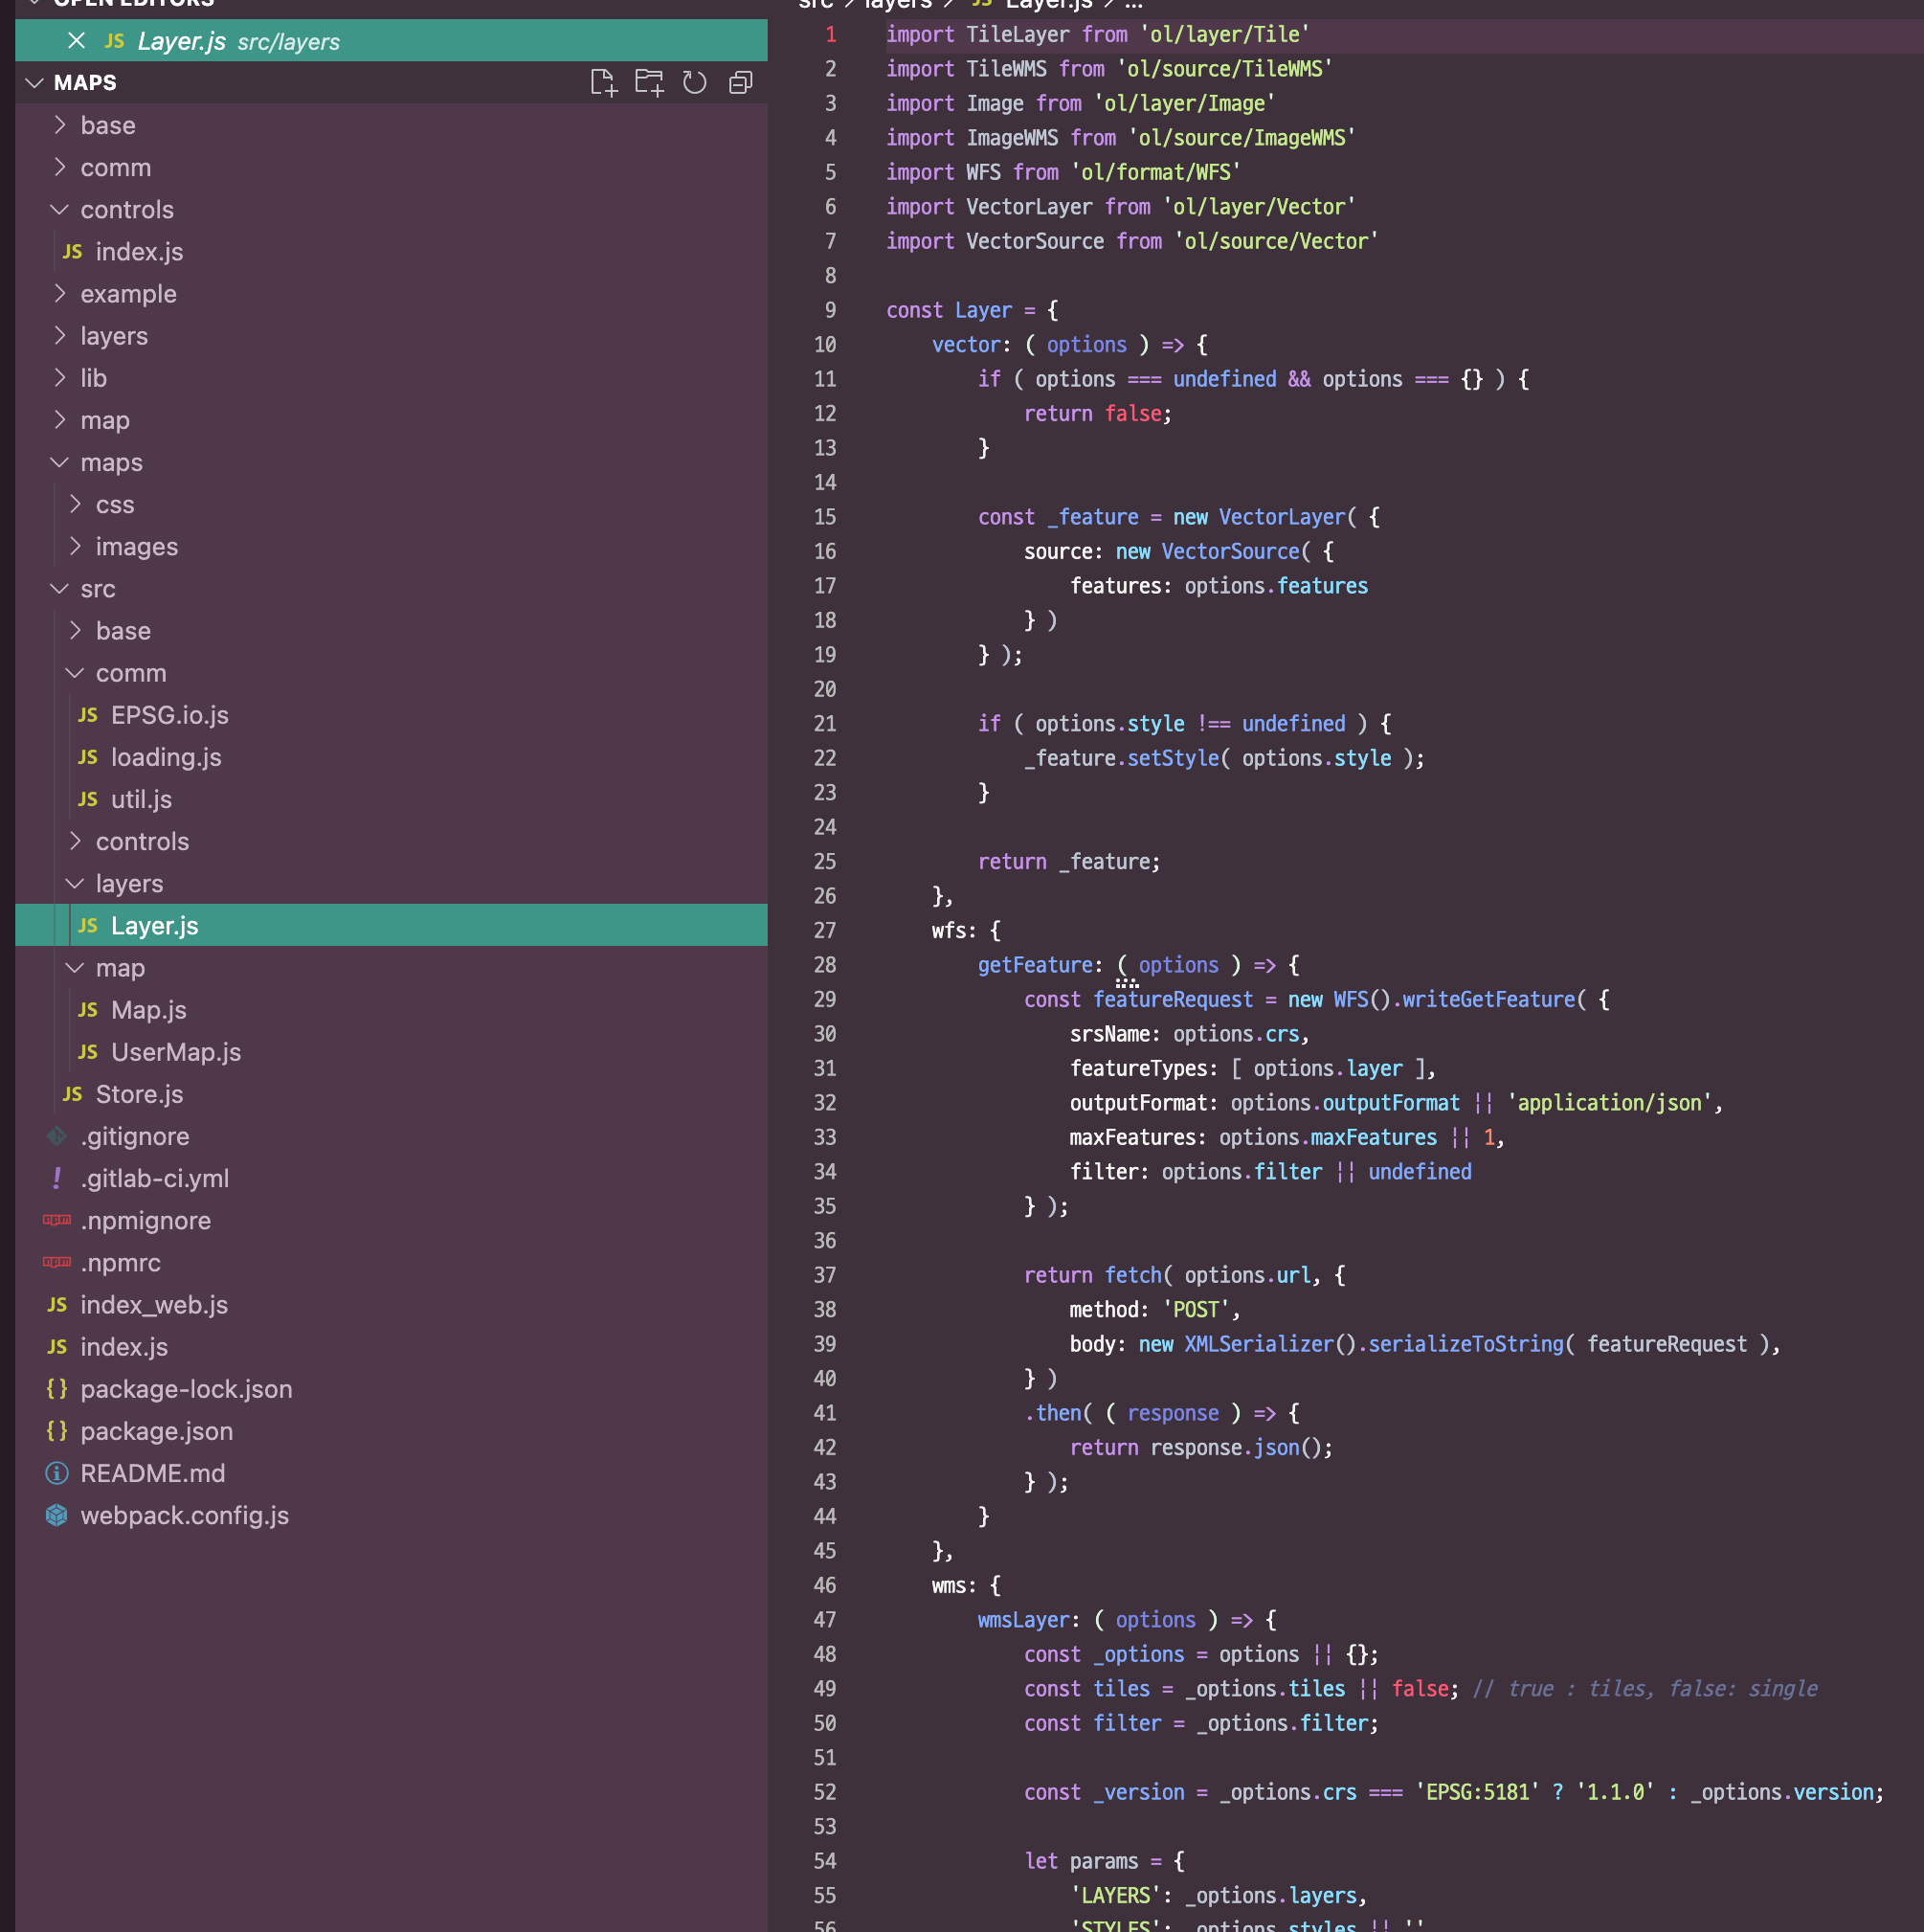 OPEN EDITORS
JS Layer.js src/layers
MAPS
base
comm
controls
JS index.js
example
layers
lib
map
maps
css
images
src
base
comm
JS EPSG.io.js
JS loading.js
JS util.js
controls
layers
JS Layer.js
map
JS Map.js
JS UserMap.js
JS Store.js
.gitignore
! .gitlab-ci.yml
.npmignore
.npmrc
JS index_web.js
JS index.js
{} package-lock.json
{} package.json
README.md
webpack.config.js
src > layers > JS Layer.js > ...
1 import TileLayer from 'ol/layer/Tile'
2 import TileWMS from 'ol/source/TileWMS'
3 import Image from 'ol/layer/Image'
4 import ImageWMS from 'ol/source/ImageWMS'
5 import WFS from 'ol/format/WFS'
6 import VectorLayer from 'ol/layer/Vector'
7 import VectorSource from 'ol/source/Vector'
8
9 const Layer = {
10 vector: ( options ) => {
11 if ( options === undefined && options === {} ) {
12 return false;
13 }
14
15 const _feature = new VectorLayer( {
16 source: new VectorSource( {
17 features: options.features
18 } )
19 } );
20
21 if ( options.style !== undefined ) {
22 _feature.setStyle( options.style );
23 }
24
25 return _feature;
26 },
27 wfs: {
28 getFeature: ( options ) => {
29 const featureRequest = new WFS().writeGetFeature( {
30 srsName: options.crs,
31 featureTypes: [ options.layer ],
32 outputFormat: options.outputFormat || 'application/json',
33 maxFeatures: options.maxFeatures || 1,
34 filter: options.filter || undefined
35 } );
36
37 return fetch( options.url, {
38 method: 'POST',
39 body: new XMLSerializer().serializeToString( featureRequest ),
40 } )
41 .then( ( response ) => {
42 return response.json();
43 } );
44 }
45 },
46 wms: {
47 wmsLayer: ( options ) => {
48 const _options = options || {};
49 const tiles = _options.tiles || false; // true : tiles, false: single
50 const filter = _options.filter;
51
52 const _version = _options.crs === 'EPSG:5181' ? '1.1.0' : _options.version;
53
54 let params = {
55 'LAYERS': _options.layers,
56 'STYLES': _options.styles || ''